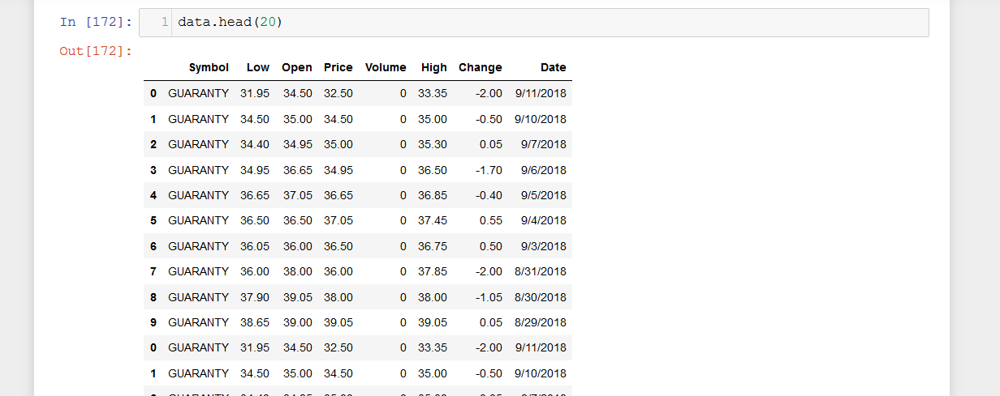 In [172]: 1 data.head(20)
Out[172]:
Symbol Low Open Price Volume High Change Date
0 GUARANTY 31.95 34.50 32.50 0 33.35 -2.00 9/11/2018
1 GUARANTY 34.50 35.00 34.50 0 35.00 -0.50 9/10/2018
2 GUARANTY 34.40 34.95 35.00 0 35.30 0.05 9/7/2018
3 GUARANTY 34.95 36.65 34.95 0 36.50 -1.70 9/6/2018
4 GUARANTY 36.65 37.05 36.65 0 36.85 -0.40 9/5/2018
5 GUARANTY 36.50 36.50 37.05 0 37.45 0.55 9/4/2018
6 GUARANTY 36.05 36.00 36.50 0 36.75 0.50 9/3/2018
7 GUARANTY 36.00 38.00 36.00 0 37.85 -2.00 8/31/2018
8 GUARANTY 37.90 39.05 38.00 0 38.00 -1.05 8/30/2018
9 GUARANTY 38.65 39.00 39.05 0 39.05 0.05 8/29/2018
0 GUARANTY 31.95 34.50 32.50 0 33.35 -2.00 9/11/2018
1 GUARANTY 34.50 35.00 34.50 0 35.00 -0.50 9/10/2018